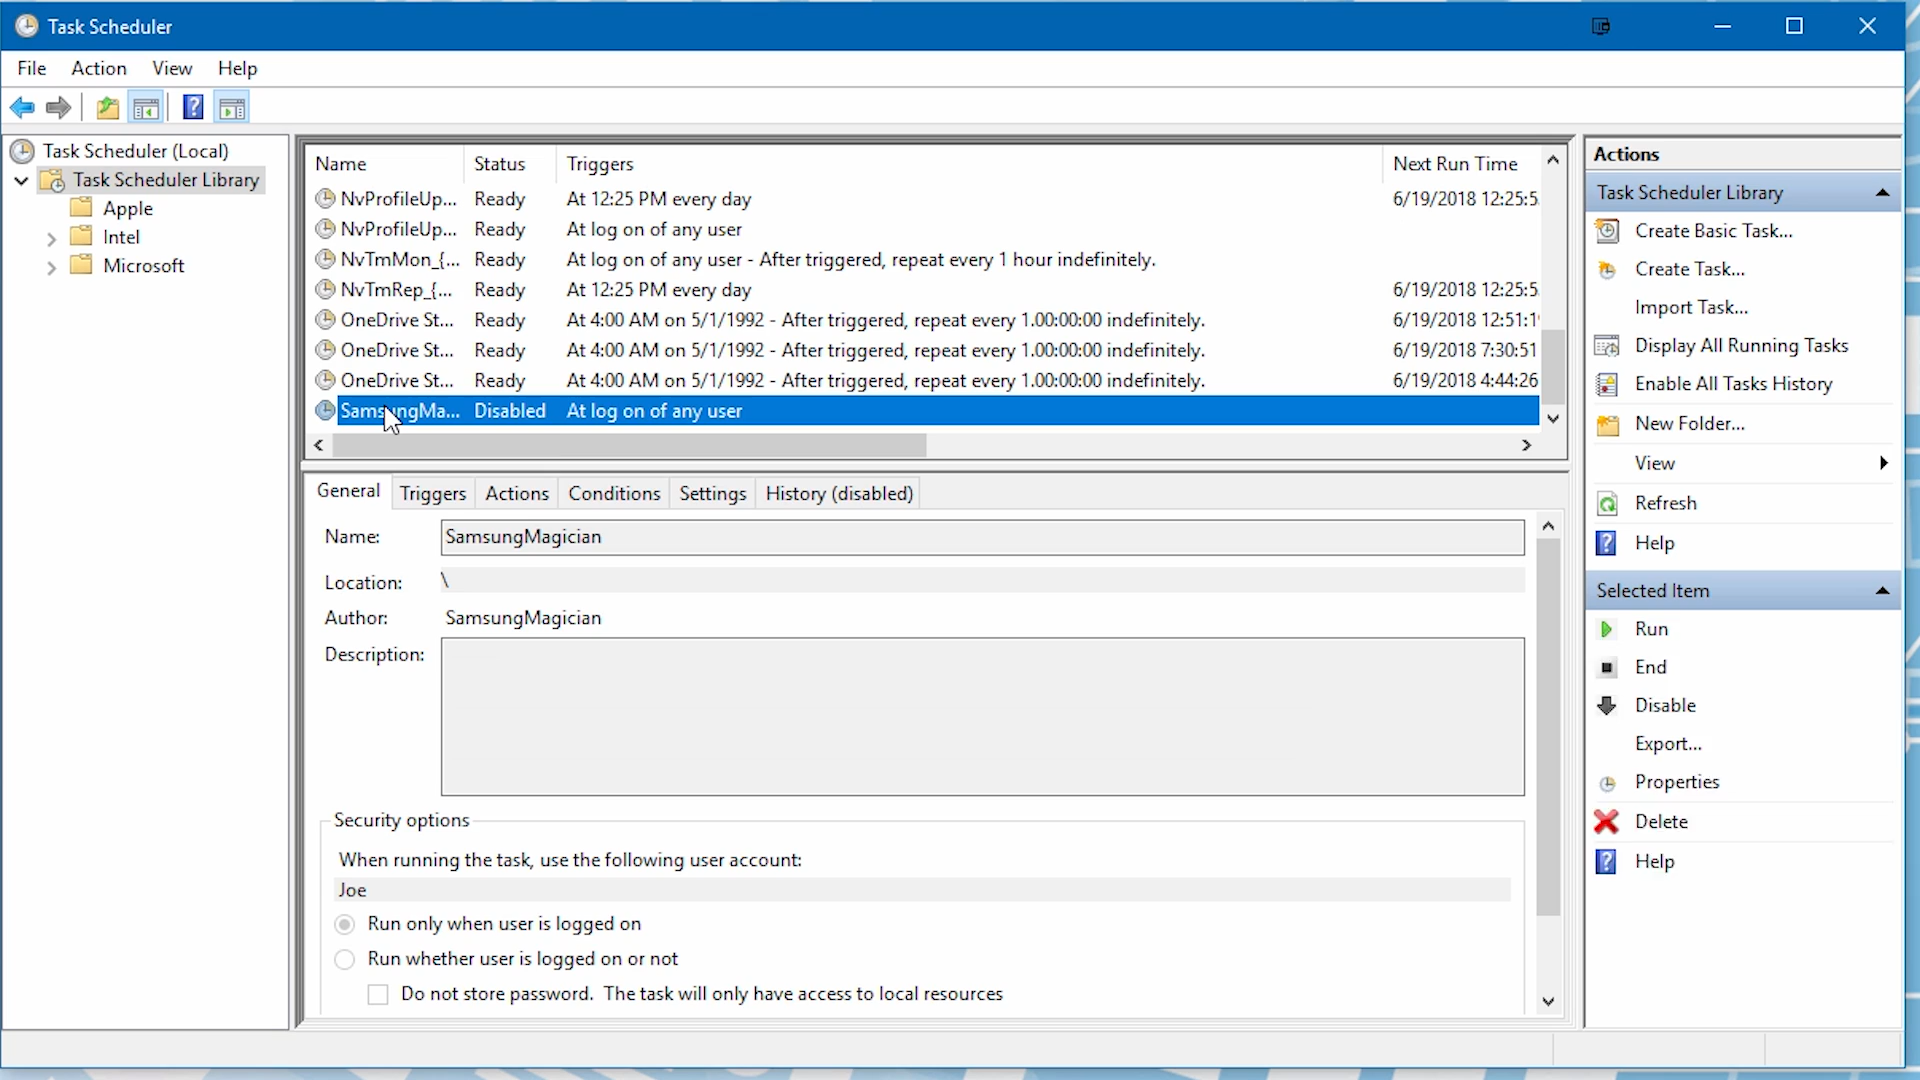 Task Scheduler
File Action View Help
Task Scheduler (Local)
Task Scheduler Library
Apple
Intel
Microsoft
Name Status Triggers Next Run Time
NvProfileUp... Ready At 12:25 PM every day 6/19/2018 12:25:5
NvProfileUp... Ready At log on of any user
NvTmMon_{... Ready At log on of any user - After triggered, repeat every 1 hour indefinitely.
NvTmRep_{... Ready At 12:25 PM every day 6/19/2018 12:25:5
OneDrive St... Ready At 4:00 AM on 5/1/1992 - After triggered, repeat every 1.00:00:00 indefinitely. 6/19/2018 12:51:1
OneDrive St... Ready At 4:00 AM on 5/1/1992 - After triggered, repeat every 1.00:00:00 indefinitely. 6/19/2018 7:30:51
OneDrive St... Ready At 4:00 AM on 5/1/1992 - After triggered, repeat every 1.00:00:00 indefinitely. 6/19/2018 4:44:26
SamsungMa... Disabled At log on of any user
General Triggers Actions Conditions Settings History (disabled)
Name: SamsungMagician
Location: \
Author: SamsungMagician
Description:
Security options
When running the task, use the following user account:
Joe
Run only when user is logged on
Run whether user is logged on or not
Do not store password. The task will only have access to local resources
Actions
Task Scheduler Library
Create Basic Task...
Create Task...
Import Task...
Display All Running Tasks
Enable All Tasks History
New Folder...
View
Refresh
Help
Selected Item
Run
End
Disable
Export...
Properties
Delete
Help